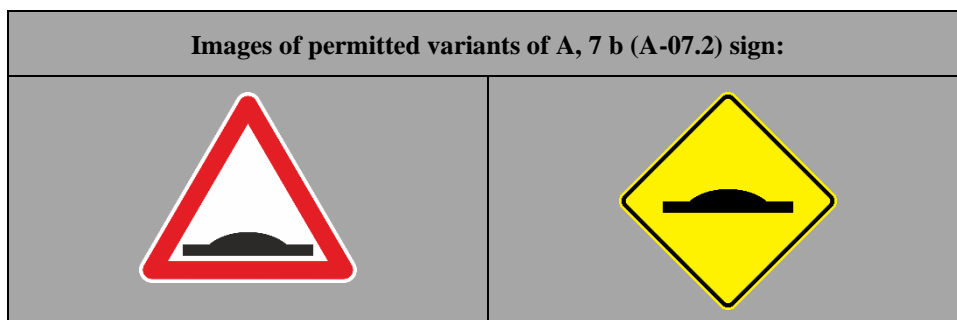 Images of permitted variants of A, 7 b (A-07.2) sign: